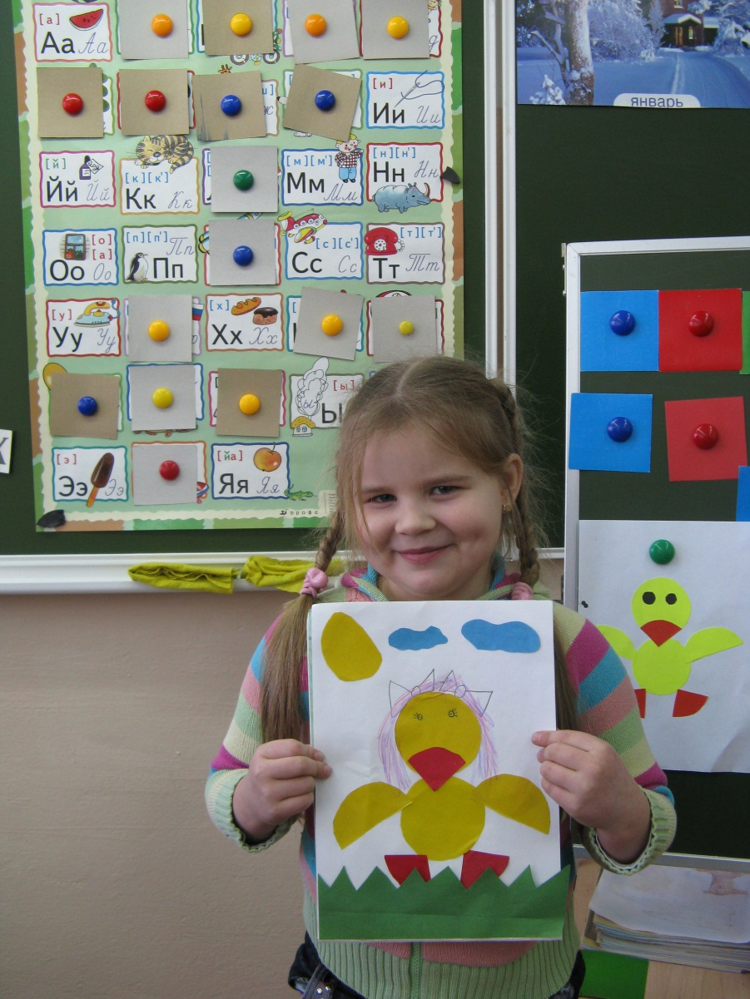 [а]
Аа Аа
[и]
Ии Ии
[й]
Йй Йй
[к][к']
Кк Кк
[м][м']
Мм Мм
[н][н']
Нн Нн
[о]
[а]
Оо Оо
[п][п'] Пп
Пп
[с][с']
Сс Сс
[т][т']
Тт Тт
[у]
Уу Уу
[х]
Хх Хх
[ы]
ы
Ы
[э]
Ээ Ээ
[йа]
Яя Яя
Дрофа
январь